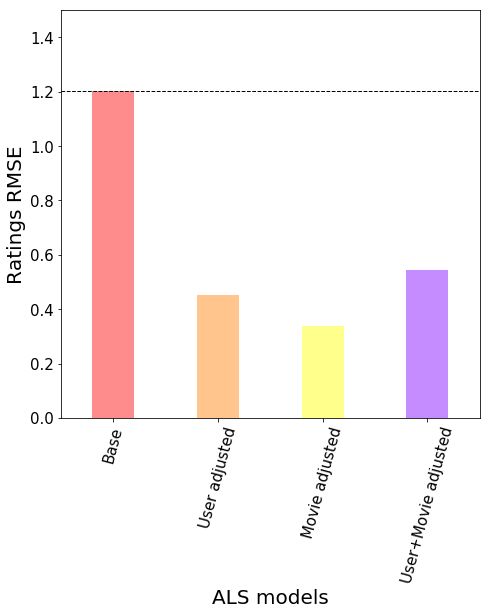 1.4
1.2
1.0
0.8
0.6
0.4
0.2
0.0
Ratings RMSE
Base
User adjusted
Movie adjusted
User+Movie adjusted
ALS models